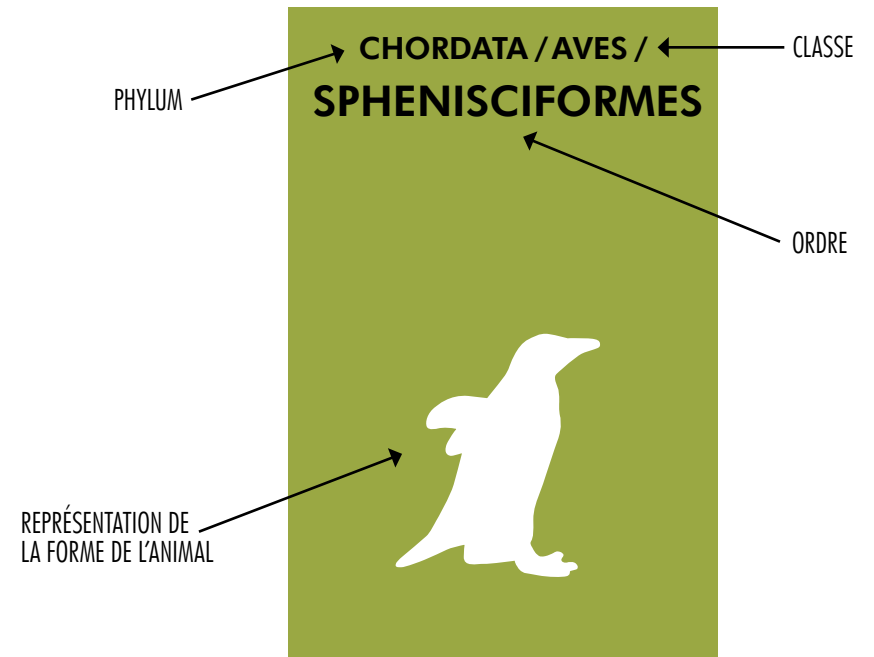 CHORDATA / AVES /
CLASSE
PHYLUM
SPHENISCIFORMES
ORDRE
REPRÉSENTATION DE
LA FORME DE L'ANIMAL